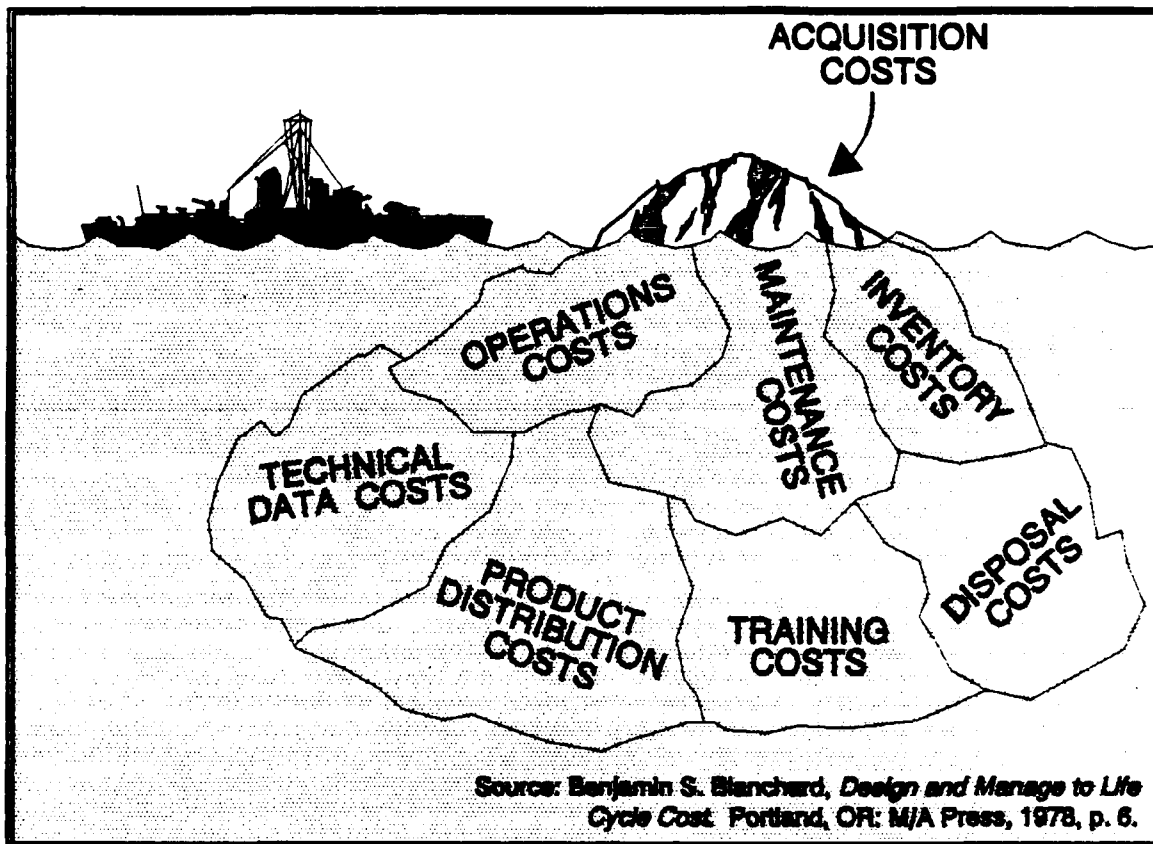 ACQUISITION
COSTS
OPERATIONS
COSTS
MAINTENANCE
COSTS
INVENTORY
COSTS
TECHNICAL
DATA COSTS
PRODUCT
DISTRIBUTION
COSTS
TRAINING
COSTS
DISPOSAL
COSTS
Source: Benjamin S. Blanchard, Design and Manage to Life
Cycle Cost. Portland, OR: M/A Press, 1978, p. 6.